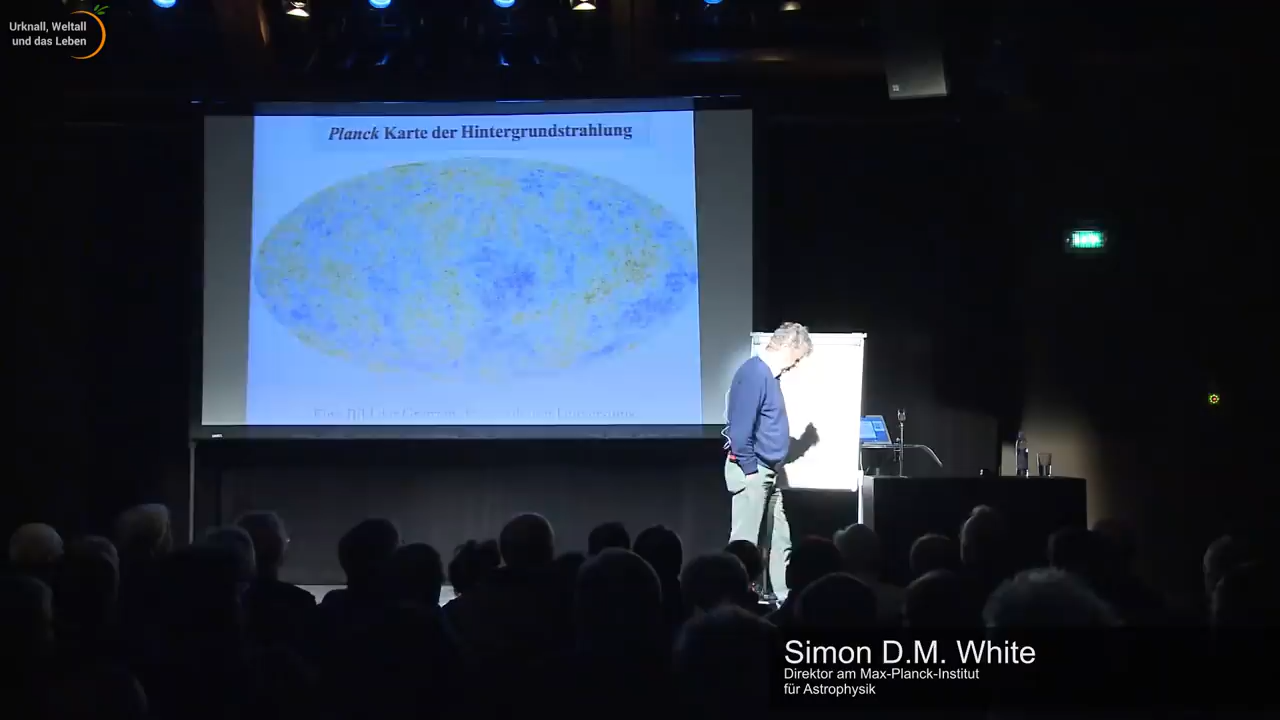 Urknall, Weltall
und das Leben
Planck Karte der Hintergrundstrahlung
Simon D.M. White
Direktor am Max-Planck-Institut
für Astrophysik